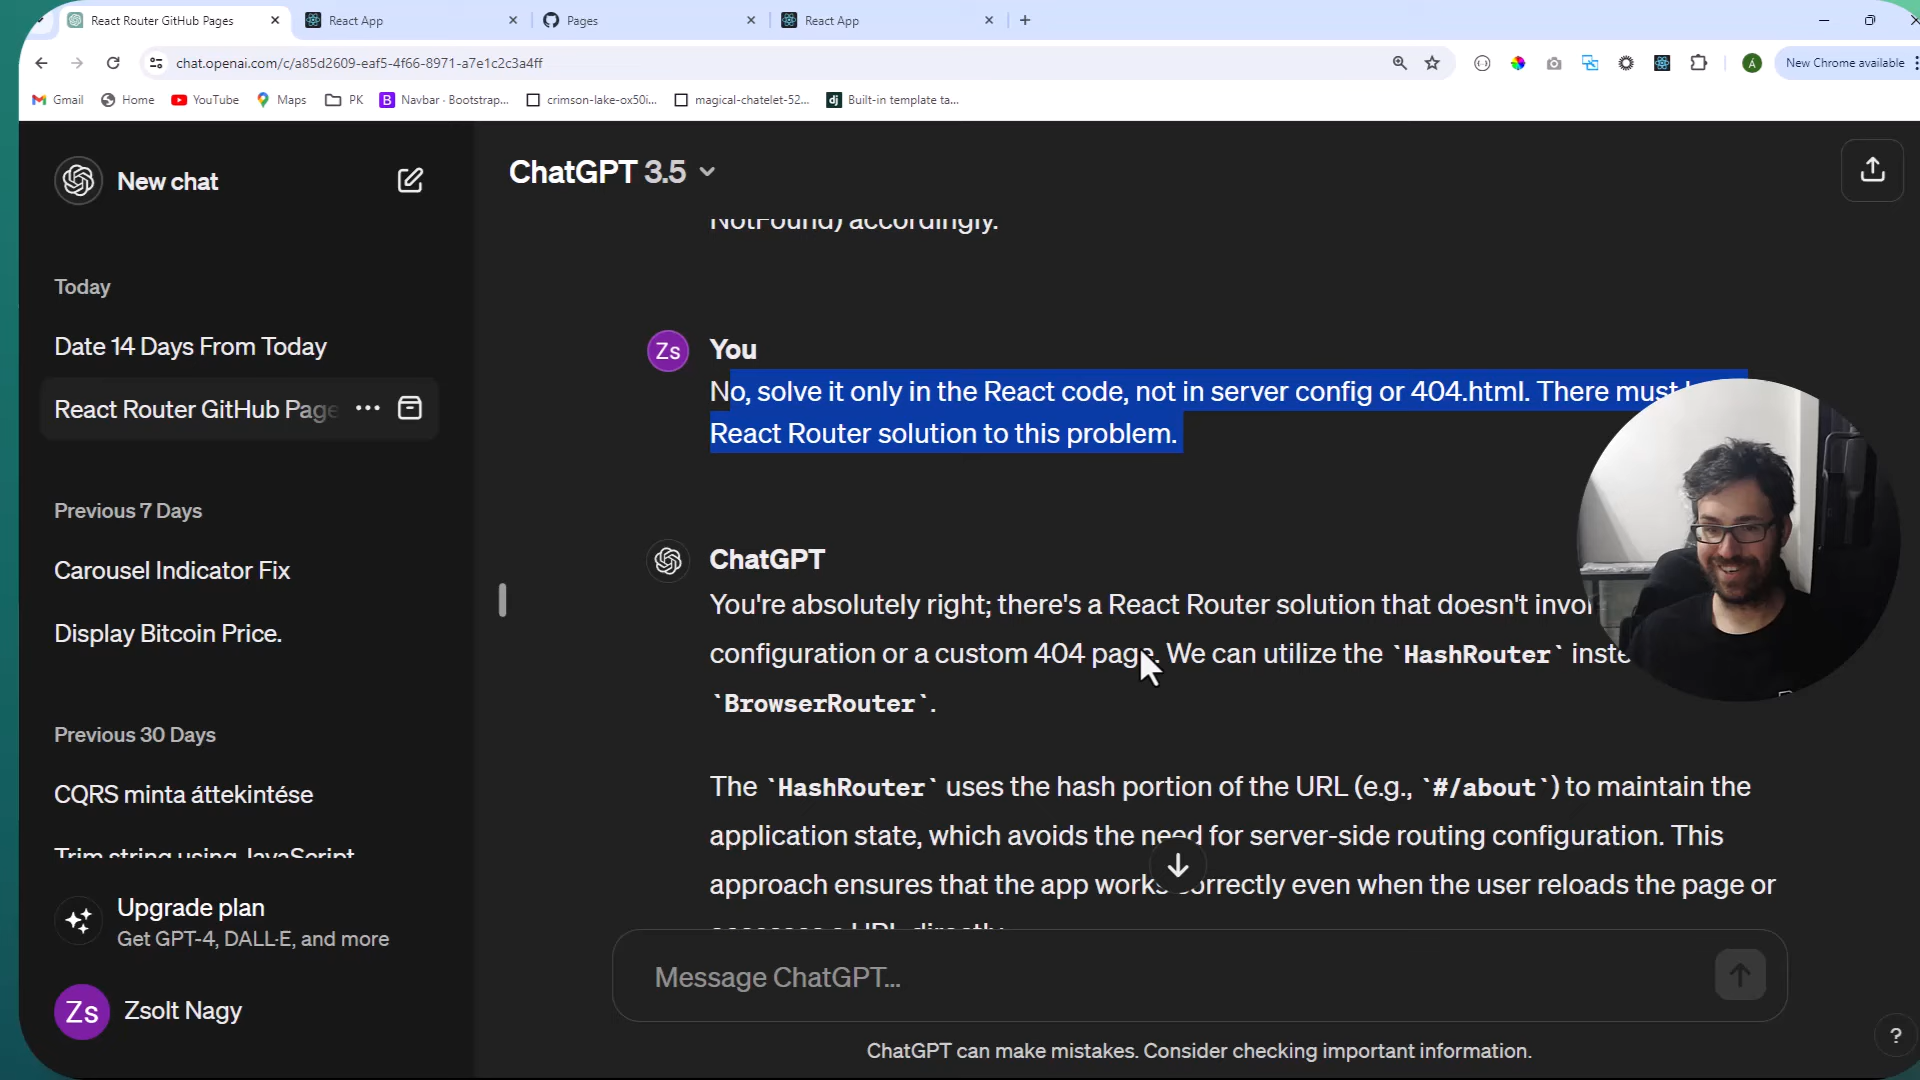 React Router GitHub Pages
React App
Pages
React App
chat.openai.com/c/a85d2609-eaf5-4f66-8971-a7e1c2c3a4ff
New Chrome available
Gmail
Home
YouTube
Maps
PK
Navbar · Bootstrap...
crimson-lake-ox50i...
magical-chatelet-52...
Built-in template ta...
New chat
Today
Date 14 Days From Today
React Router GitHub Page
Previous 7 Days
Carousel Indicator Fix
Display Bitcoin Price.
Previous 30 Days
CQRS minta áttekintése
Trim string using JavaScript
Upgrade plan
Get GPT-4, DALL·E, and more
Zs
Zsolt Nagy
ChatGPT 3.5
NotFound) accordingly.
Zs
You
No, solve it only in the React code, not in server config or 404.html. There must
React Router solution to this problem.
ChatGPT
You're absolutely right; there's a React Router solution that doesn't
configuration or a custom 404 page. We can utilize the `HashRouter`
`BrowserRouter`.
The `HashRouter` uses the hash portion of the URL (e.g., `#/about`) to maintain the
application state, which avoids the need for server-side routing configuration. This
approach ensures that the app works correctly even when the user reloads the page or
URL directly.
Message ChatGPT...
ChatGPT can make mistakes. Consider checking important information.
?